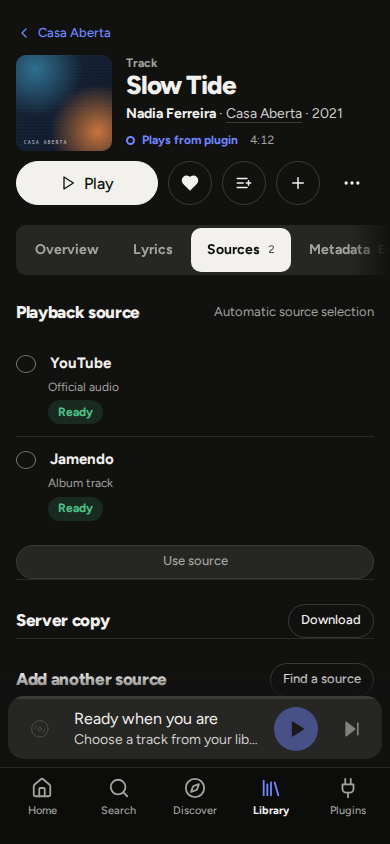 Casa Aberta
CASA ABERTA
Track
Slow Tide
Nadia Ferreira · Casa Aberta · 2021
Plays from plugin 4:12
Play
Overview Lyrics Sources 2 Metadata
Playback source Automatic source selection
YouTube
Official audio
Ready
Jamendo
Album track
Ready
Use source
Server copy Download
Add another source Find a source
Ready when you are
Choose a track from your lib...
Home Search Discover Library Plugins